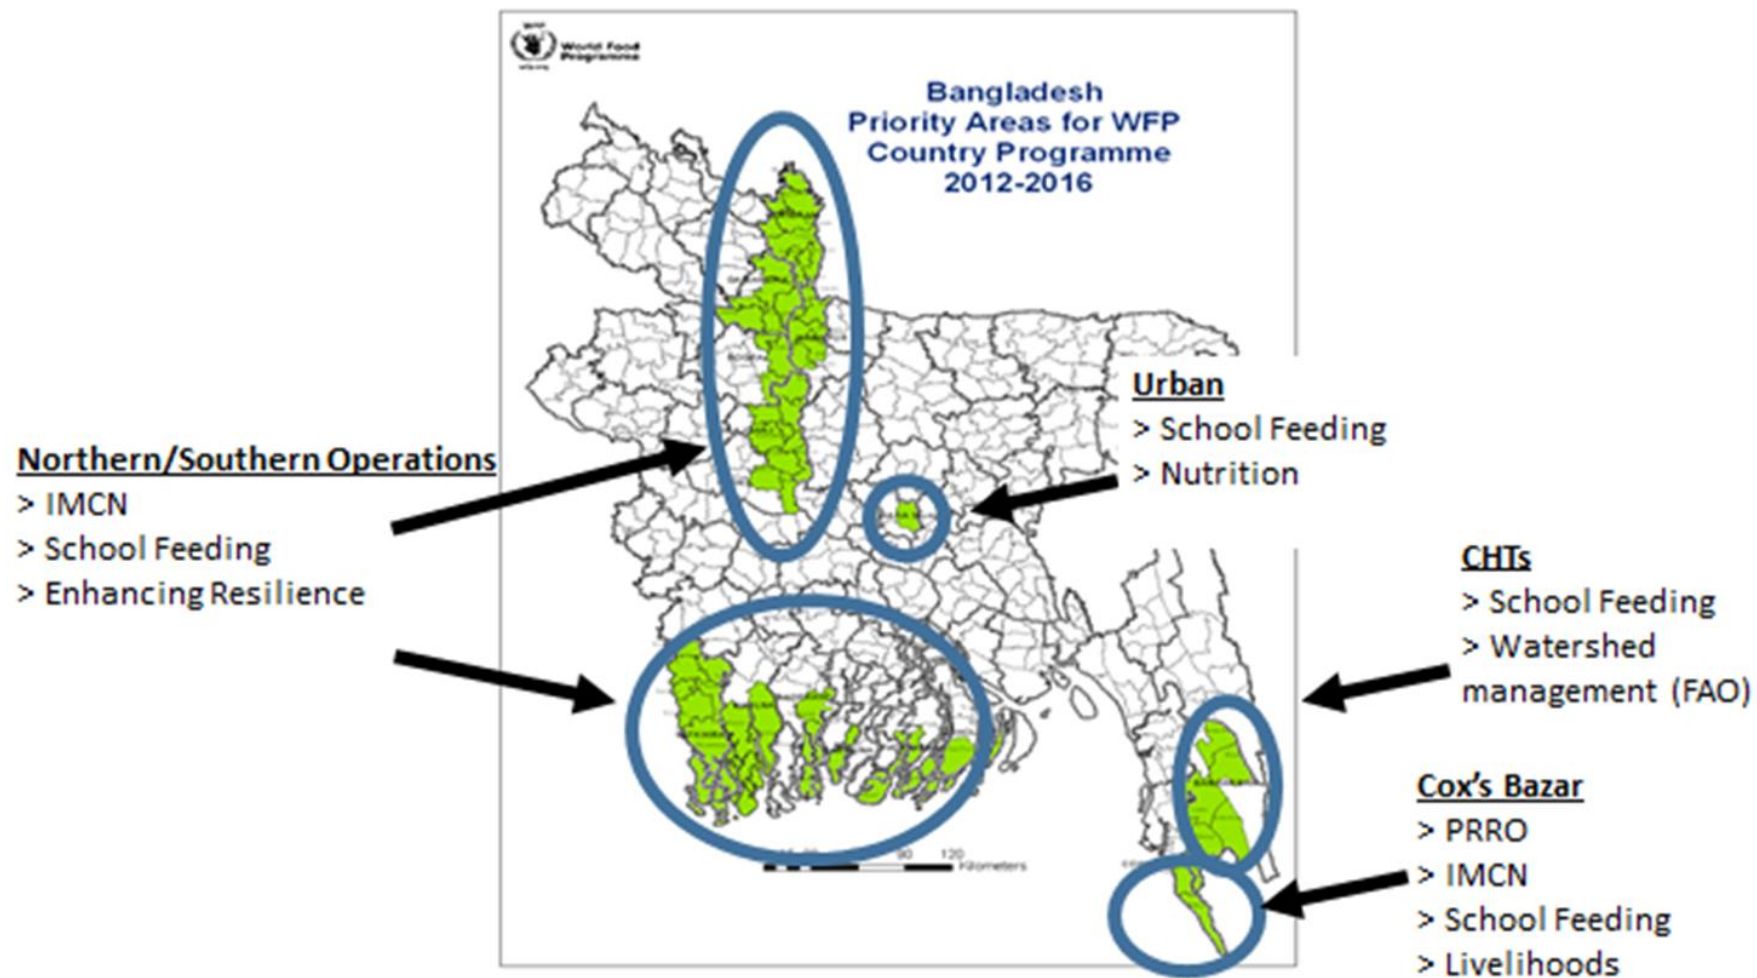 WFP
World Food
Programme
Bangladesh
Priority Areas for WFP
Country Programme
2012-2016
Urban
> School Feeding
> Nutrition
Northern/Southern Operations
> IMCN
> School Feeding
> Enhancing Resilience
CHTs
> School Feeding
> Watershed
management (FAO)
Cox's Bazar
> PRRO
> IMCN
> School Feeding
> Livelihoods
90 120
Kilometers